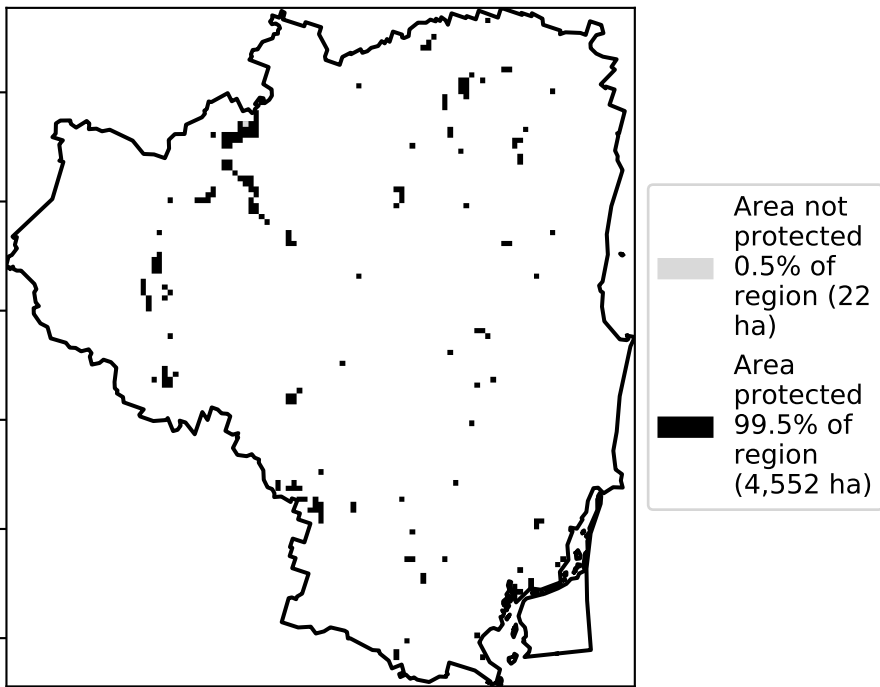 Area not
protected
0.5% of
region (22
ha)
Area
protected
99.5% of
region
(4,552 ha)